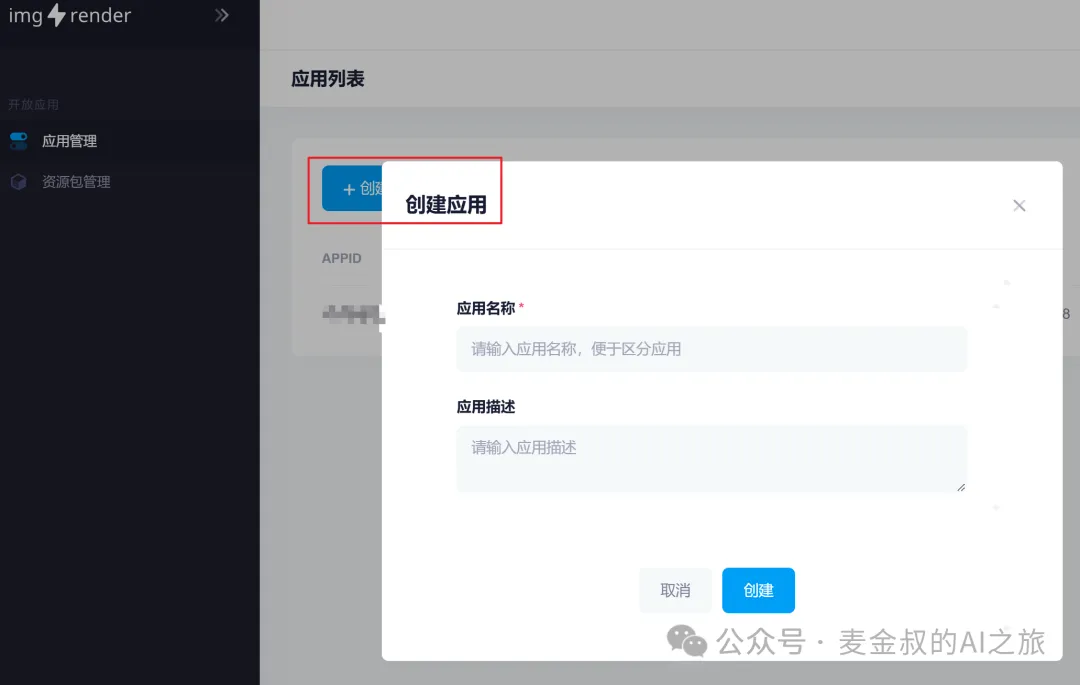 img render
开放应用
应用管理
资源包管理
应用列表
+ 创建
创建应用
APPID
应用名称*
请输入应用名称，便于区分应用
8
应用描述
请输入应用描述
取消
创建
公众号 · 麦金叔的AI之旅